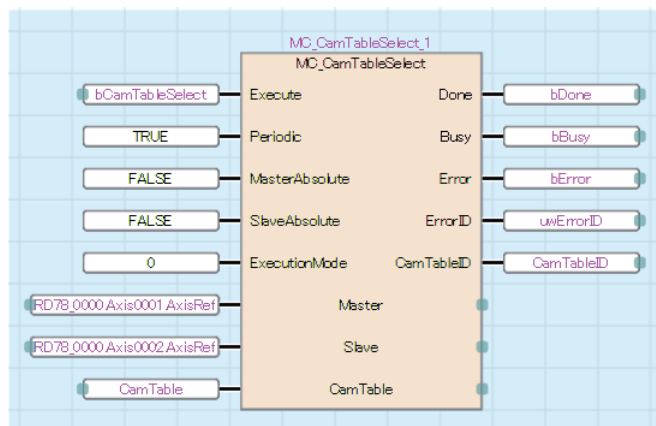 MC_CamTableSelect_1
MC_CamTableSelect
bCamTableSelect Execute Done bDone
TRUE Periodic Busy bBusy
FALSE MasterAbsolute Error bError
FALSE SlaveAbsolute ErrorID uwErrorID
0 ExecutionMode CamTableID CamTableID
RD78_0000.Axis0001.AxisRef Master
RD78_0000.Axis0002.AxisRef Slave
CamTable CamTable